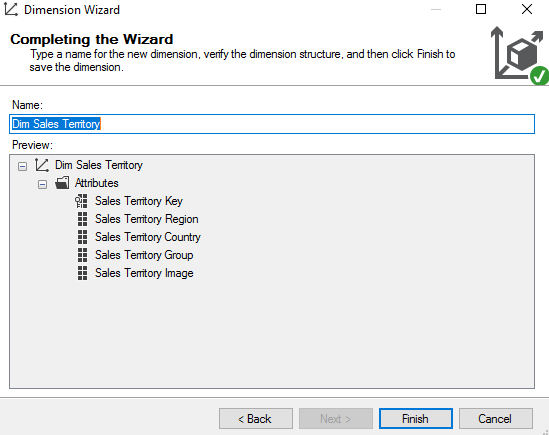 Dimension Wizard
Completing the Wizard
Type a name for the new dimension, verify the dimension structure, and then click Finish to
save the dimension.
Name:
Dim Sales Territory
Preview:
Dim Sales Territory
Attributes
Sales Territory Key
Sales Territory Region
Sales Territory Country
Sales Territory Group
Sales Territory Image
< Back
Next >
Finish
Cancel